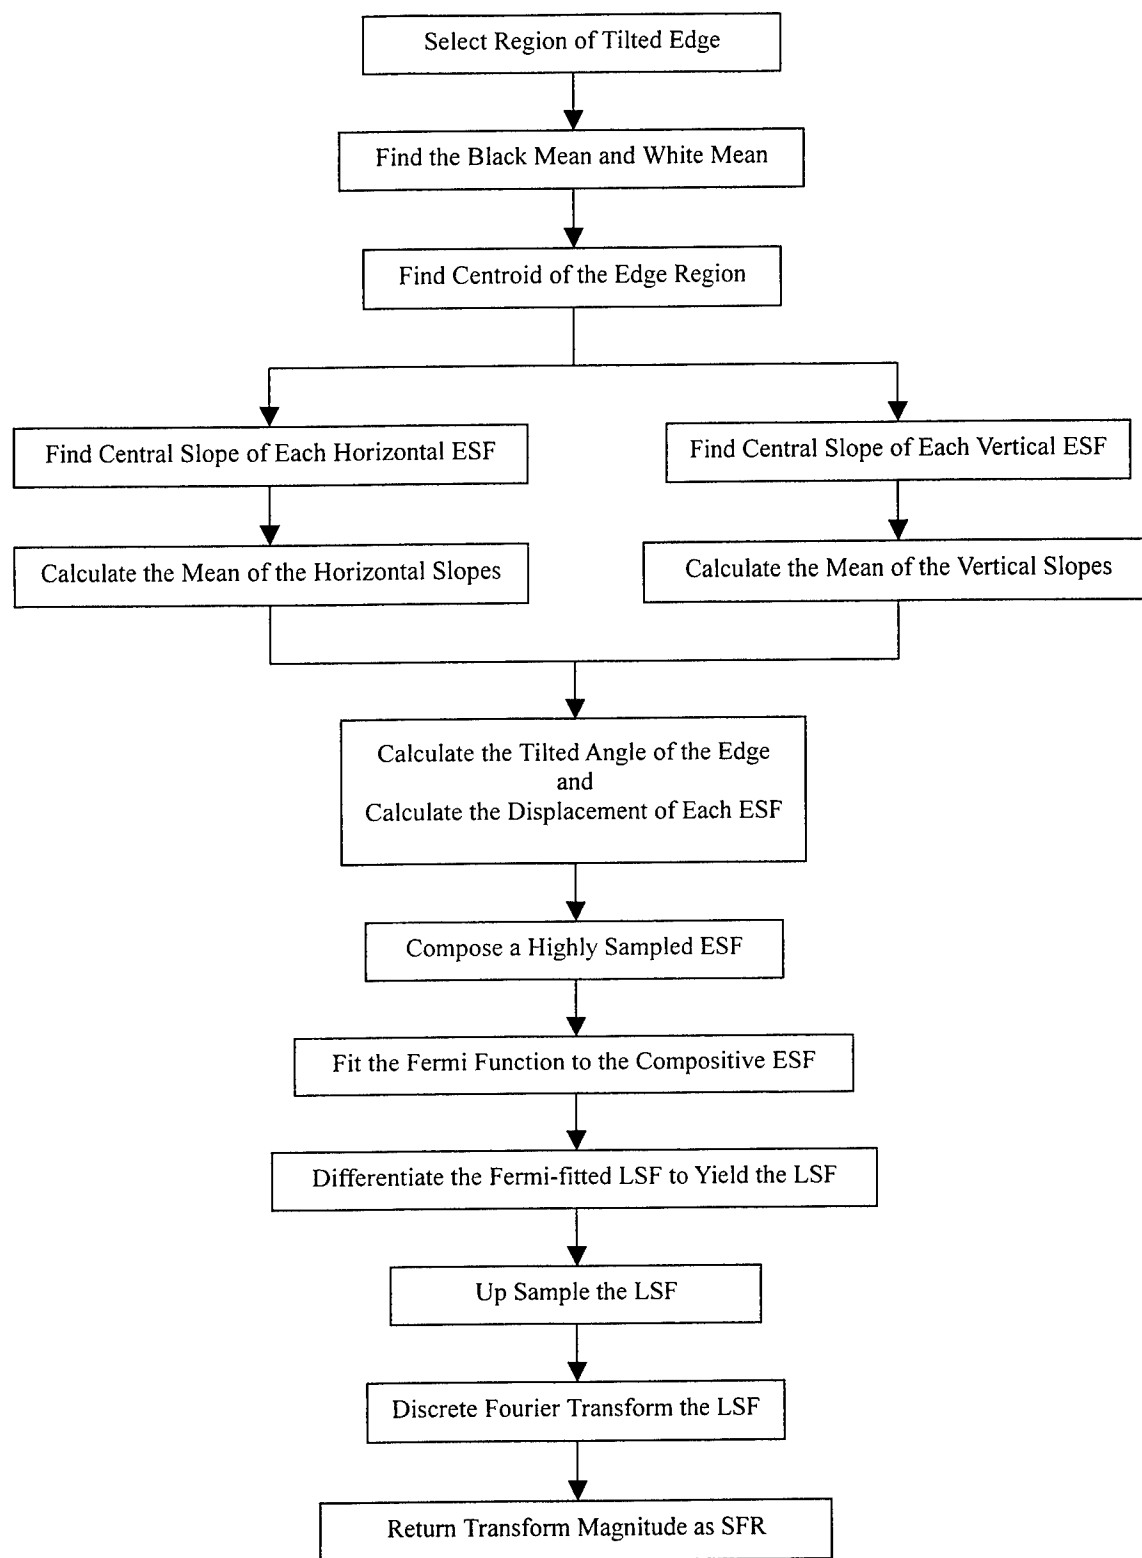 Select Region of Tilted Edge
Find the Black Mean and White Mean
Find Centroid of the Edge Region
Find Central Slope of Each Horizontal ESF
Find Central Slope of Each Vertical ESF
Calculate the Mean of the Horizontal Slopes
Calculate the Mean of the Vertical Slopes
Calculate the Tilted Angle of the Edge
and
Calculate the Displacement of Each ESF
Compose a Highly Sampled ESF
Fit the Fermi Function to the Compositive ESF
Differentiate the Fermi-fitted LSF to Yield the LSF
Up Sample the LSF
Discrete Fourier Transform the LSF
Return Transform Magnitude as SFR